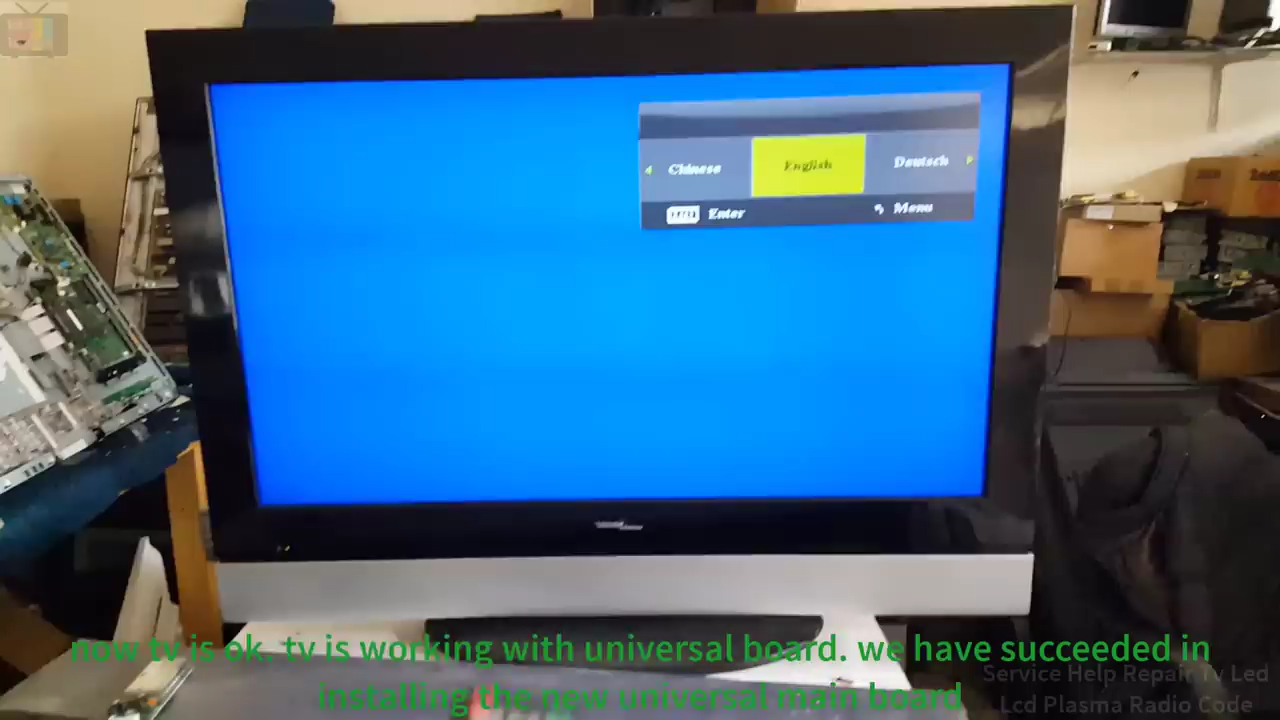 Chinese English Deutsch
Enter Menu
now tv is ok. tv is working with universal board. we have succeeded in
installing the new universal main board
Service Help Repair Tv Led
Lcd Plasma Radio Code